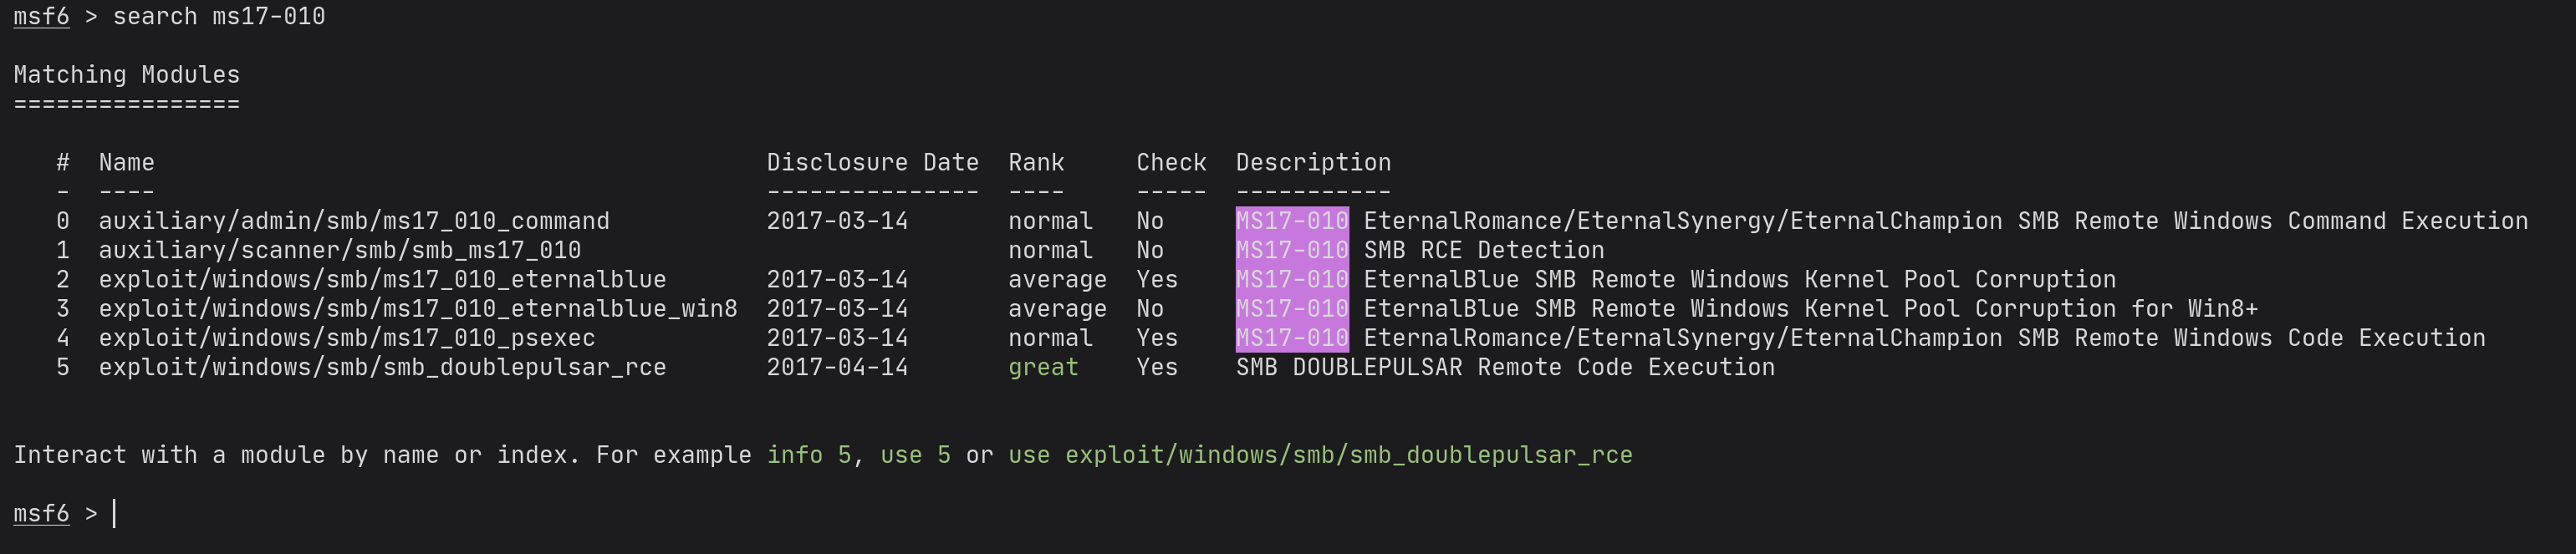 msf6 > search ms17-010
Matching Modules
================
#  Name                                      Disclosure Date  Rank     Check  Description
-  ----                                      ---------------  ----     -----  -----------
0  auxiliary/admin/smb/ms17_010_command      2017-03-14       normal   No     MS17-010 EternalRomance/EternalSynergy/EternalChampion SMB Remote Windows Command Execution
1  auxiliary/scanner/smb/smb_ms17_010                         normal   No     MS17-010 SMB RCE Detection
2  exploit/windows/smb/ms17_010_eternalblue  2017-03-14       average  Yes    MS17-010 EternalBlue SMB Remote Windows Kernel Pool Corruption
3  exploit/windows/smb/ms17_010_eternalblue_win8  2017-03-14  average  No     MS17-010 EternalBlue SMB Remote Windows Kernel Pool Corruption for Win8+
4  exploit/windows/smb/ms17_010_psexec       2017-03-14       normal   Yes    MS17-010 EternalRomance/EternalSynergy/EternalChampion SMB Remote Windows Code Execution
5  exploit/windows/smb/smb_doublepulsar_rce  2017-04-14       great    Yes    SMB DOUBLEPULSAR Remote Code Execution
Interact with a module by name or index. For example info 5, use 5 or use exploit/windows/smb/smb_doublepulsar_rce
msf6 >